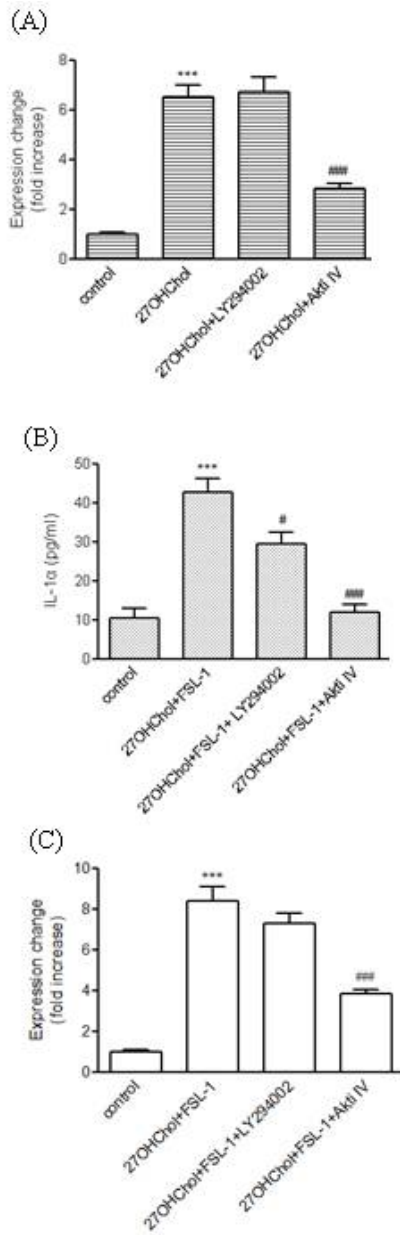 (A)
Expression change
(fold increase)
8
6
4
2
0
***
###
control
27OHChol
27OHChol+LY294002
27OHChol+Akti IV
(B)
IL-1α (pg/ml)
50
40
30
20
10
0
***
#
###
control
27OHChol+FSL-1
27OHChol+FSL-1+ LY294002
27OHChol+FSL-1+Akti IV
(C)
Expression change
(fold increase)
10
8
6
4
2
0
***
###
control
27OHChol+FSL-1
27OHChol+FSL-1+LY294002
27OHChol+FSL-1+Akti IV